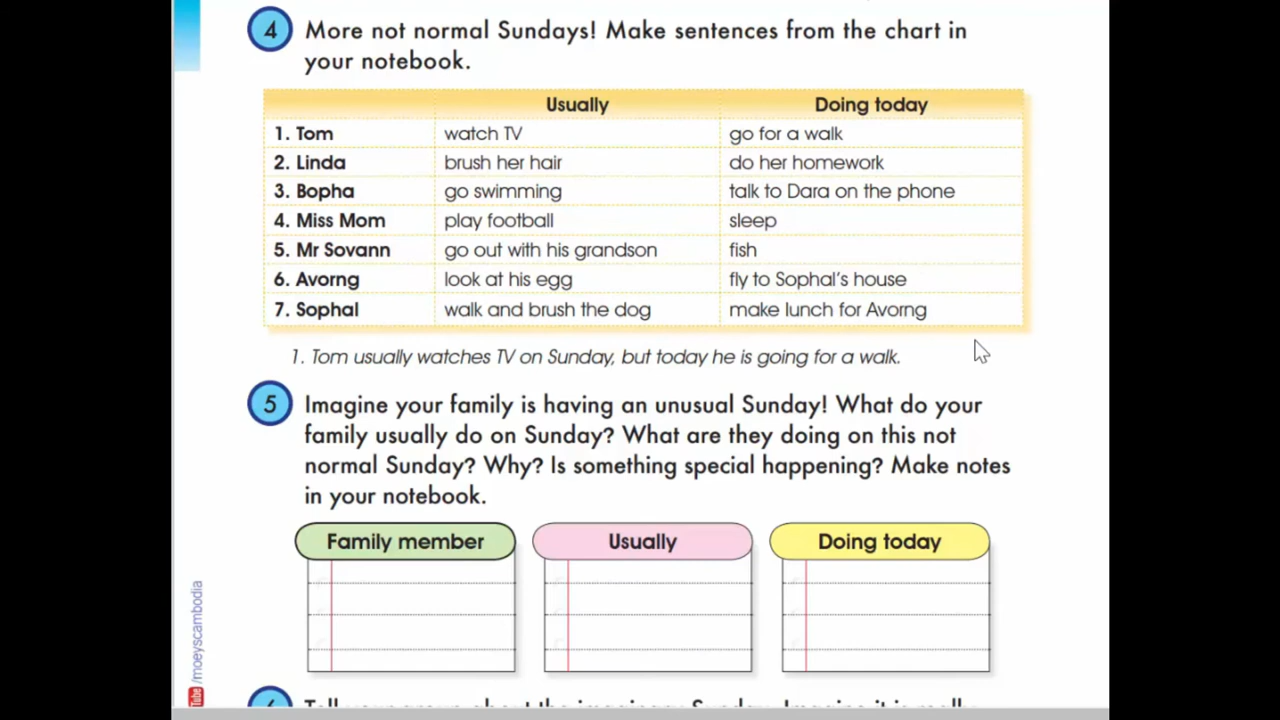 4 More not normal Sundays! Make sentences from the chart in
your notebook.
Usually Doing today
1. Tom watch TV go for a walk
2. Linda brush her hair do her homework
3. Bopha go swimming talk to Dara on the phone
4. Miss Mom play football sleep
5. Mr Sovann go out with his grandson fish
6. Avorng look at his egg fly to Sophal's house
7. Sophal walk and brush the dog make lunch for Avorng
1. Tom usually watches TV on Sunday, but today he is going for a walk.
5 Imagine your family is having an unusual Sunday! What do your
family usually do on Sunday? What are they doing on this not
normal Sunday? Why? Is something special happening? Make notes
in your notebook.
Family member Usually Doing today
Tube /moeyscambodia